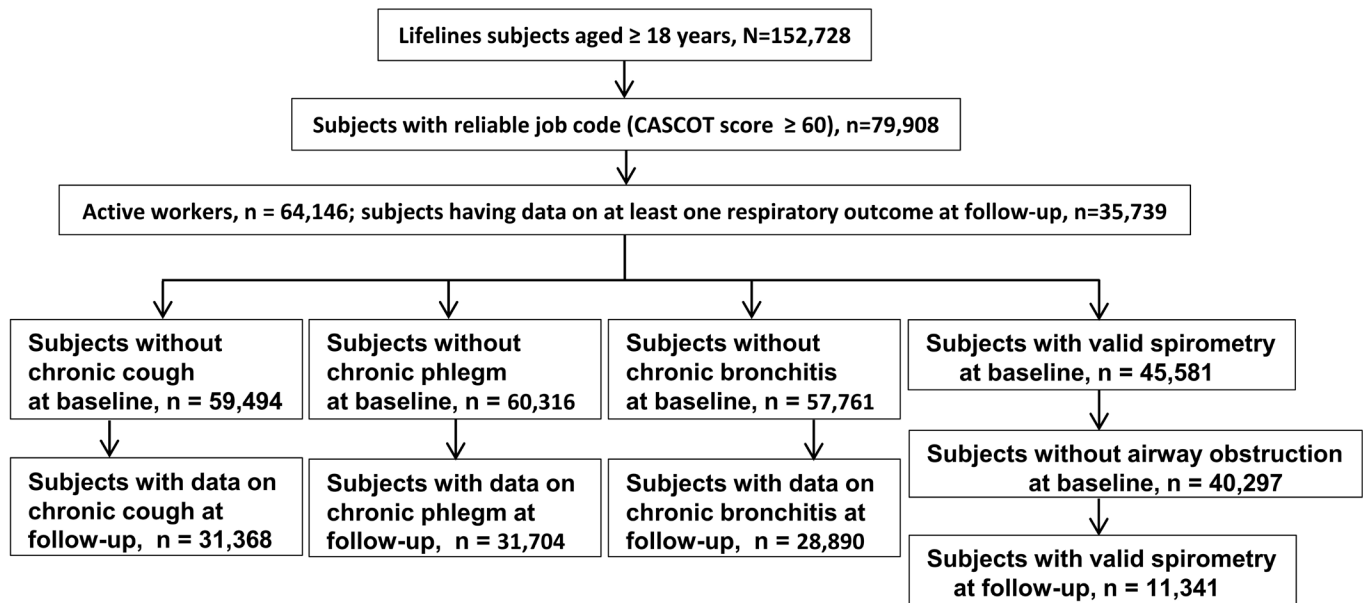 Lifelines subjects aged ≥ 18 years, N=152,728
Subjects with reliable job code (CASCOT score ≥ 60), n=79,908
Active workers, n = 64,146; subjects having data on at least one respiratory outcome at follow-up, n=35,739
Subjects without
chronic cough
at baseline, n = 59,494
Subjects without
chronic phlegm
at baseline, n = 60,316
Subjects without
chronic bronchitis
at baseline, n = 57,761
Subjects with valid spirometry
at baseline, n = 45,581
Subjects with data on
chronic cough at
follow-up, n = 31,368
Subjects with data on
chronic phlegm at
follow-up, n = 31,704
Subjects with data on
chronic bronchitis at
follow-up, n = 28,890
Subjects without airway obstruction
at baseline, n = 40,297
Subjects with valid spirometry
at follow-up, n = 11,341